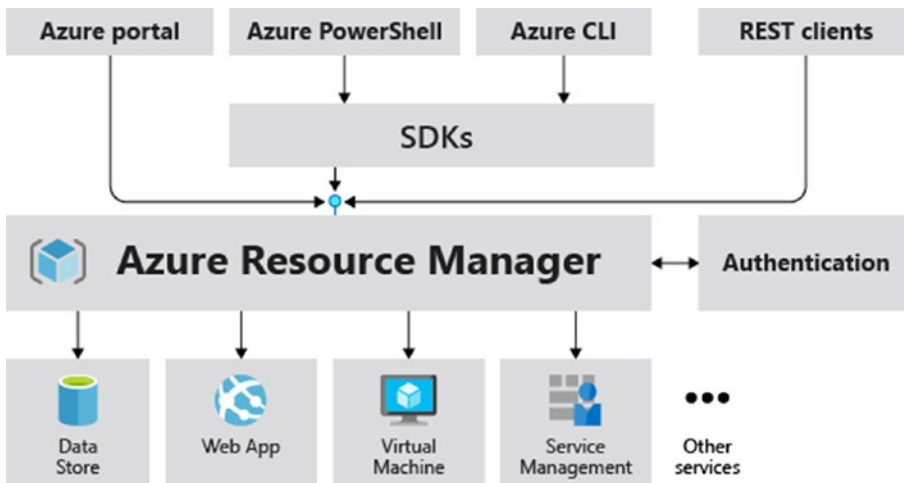 Azure portal
Azure PowerShell
Azure CLI
REST clients
SDKs
Azure Resource Manager
Authentication
Data
Store
Web App
Virtual
Machine
Service
Management
Other
services